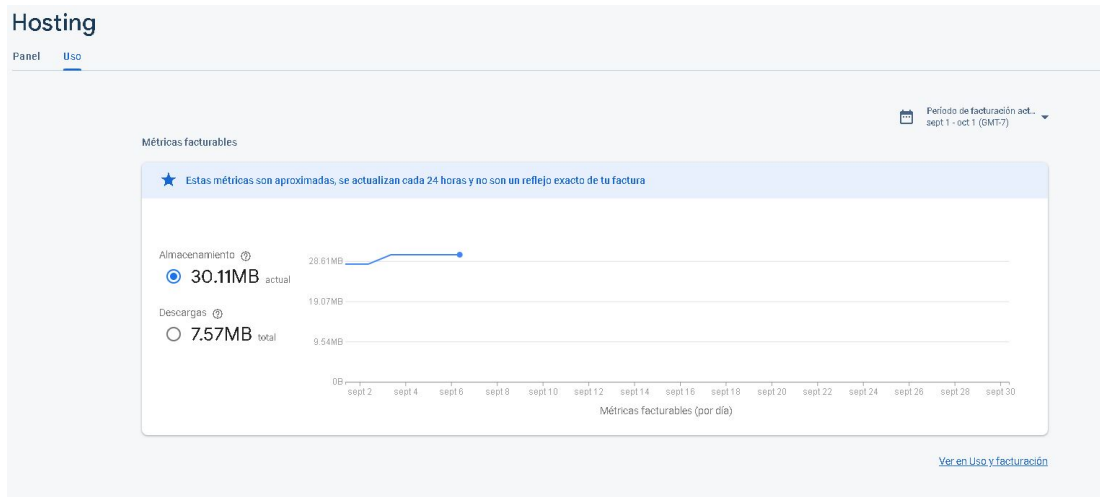 Hosting
Panel Uso
Período de facturación act...
sept 1 - oct 1 (GMT-7)
Métricas facturables
Estas métricas son aproximadas, se actualizan cada 24 horas y no son un reflejo exacto de tu factura
Almacenamiento
30.11MB actual
Descargas
7.57MB total
28.61MB
19.07MB
9.54MB
0B
sept 2 sept 4 sept 6 sept 8 sept 10 sept 12 sept 14 sept 16 sept 18 sept 20 sept 22 sept 24 sept 26 sept 28 sept 30
Métricas facturables (por día)
Ver en Uso y facturación